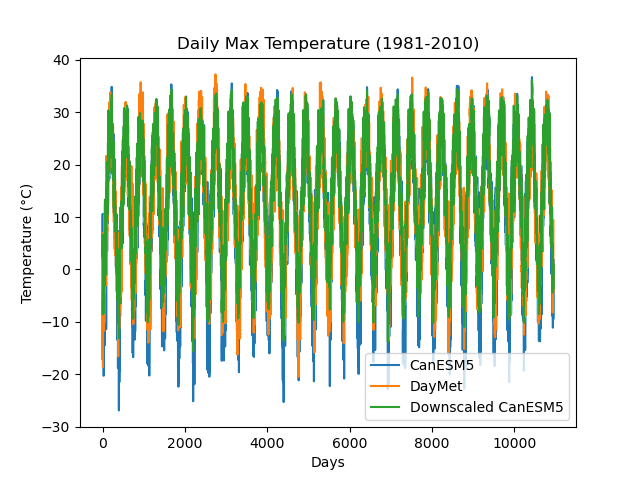 Daily Max Temperature (1981-2010)
Temperature (°C)
40
30
20
10
0
−10
−20
−30
0
2000
4000
6000
8000
10000
Days
CanESM5
DayMet
Downscaled CanESM5